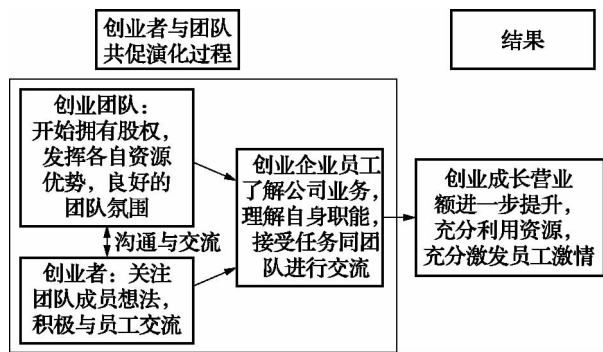 创业者与团队
共促演化过程
结果
创业团队：
开始拥有股权，
发挥各自资源
优势，良好的
团队氛围
沟通与交流
创业者：关注
团队成员想法，
积极与员工交流
创业企业员工
了解公司业务，
理解自身职能，
接受任务同团
队进行交流
创业成长营业
额进一步提升，
充分利用资源，
充分激发员工激情